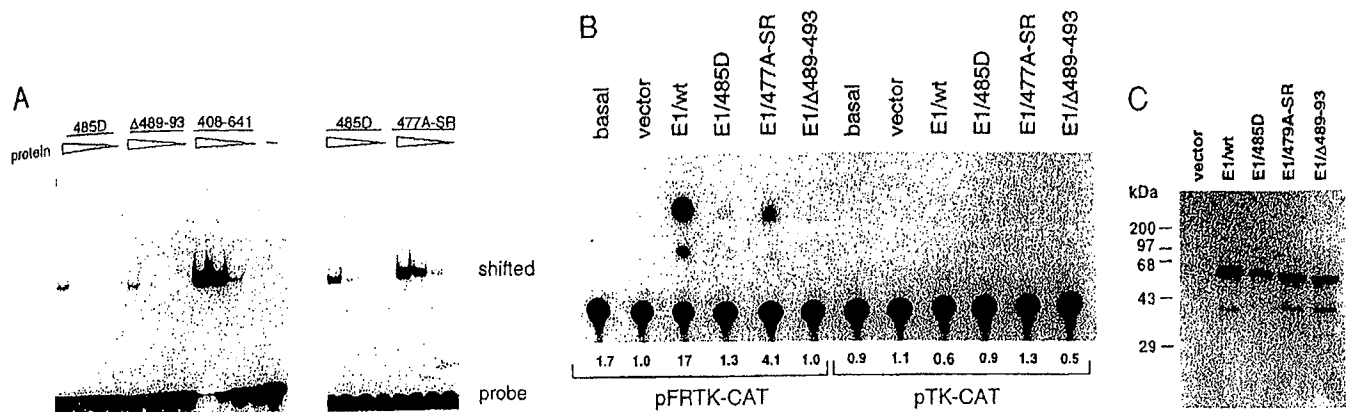 A
485D Δ489-93 408-641 – 485D 477A-SR
protein
shifted
probe
B
basal
vector
E1/wt
E1/485D
E1/477A-SR
E1/Δ489-493
basal
vector
E1/wt
E1/485D
E1/477A-SR
E1/Δ489-493
1.7 1.0 17 1.3 4.1 1.0 0.9 1.1 0.6 0.9 1.3 0.5
pFRTK-CAT pTK-CAT
C
vector
E1/wt
E1/485D
E1/479A-SR
E1/Δ489-93
kDa
200 –
97 –
68 –
43 –
29 –